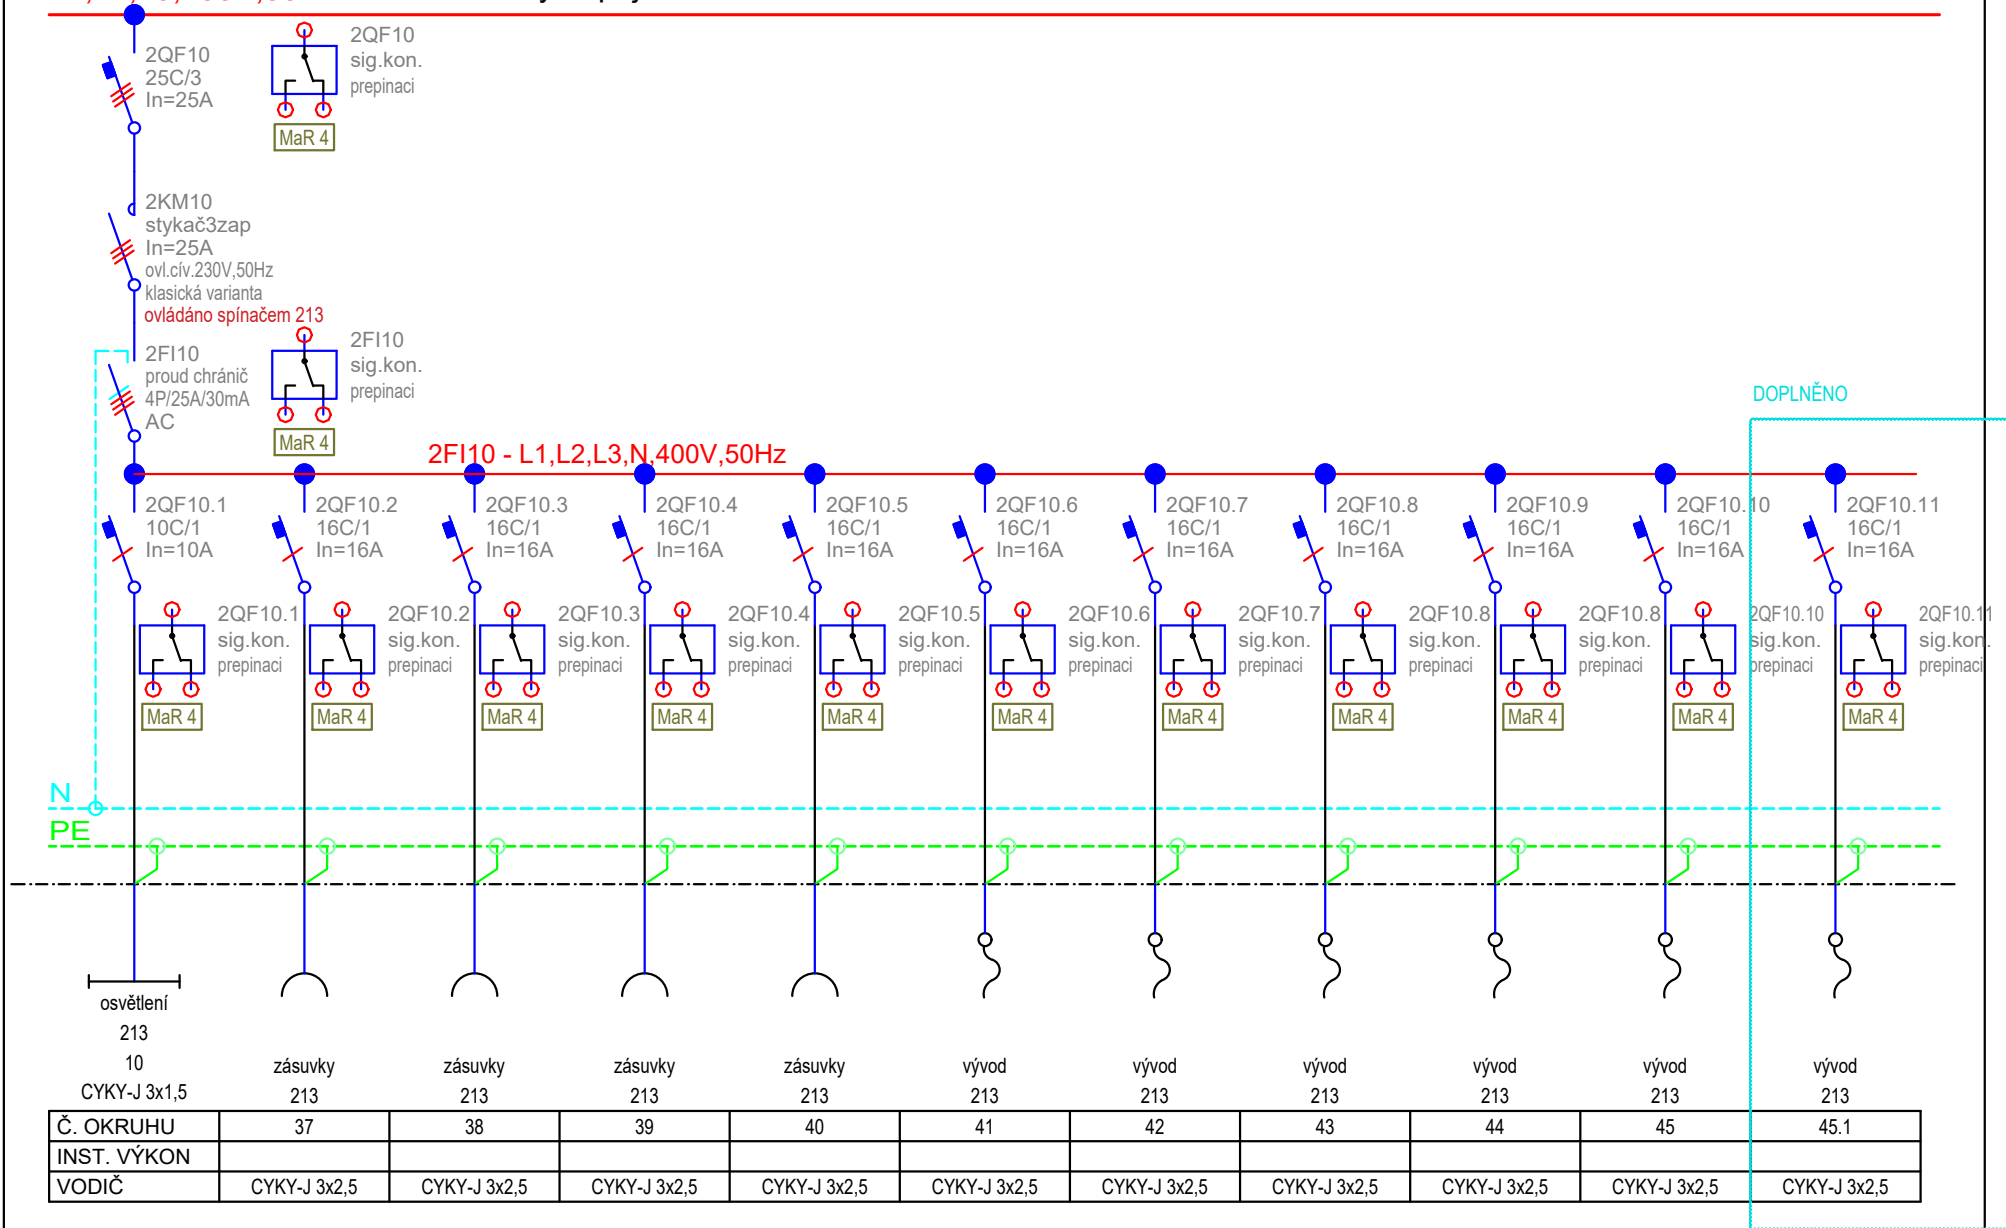 2QF10
25C/3
In=25A
2QF10
sig.kon.
prepinaci
MaR 4
2KM10
stykač3zap
In=25A
ovl.cív.230V,50Hz
klasická varianta
ovládáno spínačem 213
2FI10
proud chránič
4P/25A/30mA
AC
2FI10
sig.kon.
prepinaci
MaR 4
DOPLNĚNO
2FI10 - L1,L2,L3,N,400V,50Hz
2QF10.1 2QF10.2 2QF10.3 2QF10.4 2QF10.5 2QF10.6 2QF10.7 2QF10.8 2QF10.9 2QF10.10 2QF10.11
10C/1 16C/1 16C/1 16C/1 16C/1 16C/1 16C/1 16C/1 16C/1 16C/1 16C/1
In=10A In=16A In=16A In=16A In=16A In=16A In=16A In=16A In=16A In=16A In=16A
2QF10.1 2QF10.2 2QF10.3 2QF10.4 2QF10.5 2QF10.6 2QF10.7 2QF10.8 2QF10.8 2QF10.10 2QF10.11
sig.kon. sig.kon. sig.kon. sig.kon. sig.kon. sig.kon. sig.kon. sig.kon. sig.kon. sig.kon. sig.kon.
prepinaci prepinaci prepinaci prepinaci prepinaci prepinaci prepinaci prepinaci prepinaci prepinaci prepinaci
MaR 4 MaR 4 MaR 4 MaR 4 MaR 4 MaR 4 MaR 4 MaR 4 MaR 4 MaR 4 MaR 4
N
PE
osvětlení
213
10 zásuvky zásuvky zásuvky zásuvky vývod vývod vývod vývod vývod vývod
CYKY-J 3x1,5 213 213 213 213 213 213 213 213 213 213
Č. OKRUHU 37 38 39 40 41 42 43 44 45 45.1
INST. VÝKON
VODIČ CYKY-J 3x2,5 CYKY-J 3x2,5 CYKY-J 3x2,5 CYKY-J 3x2,5 CYKY-J 3x2,5 CYKY-J 3x2,5 CYKY-J 3x2,5 CYKY-J 3x2,5 CYKY-J 3x2,5 CYKY-J 3x2,5